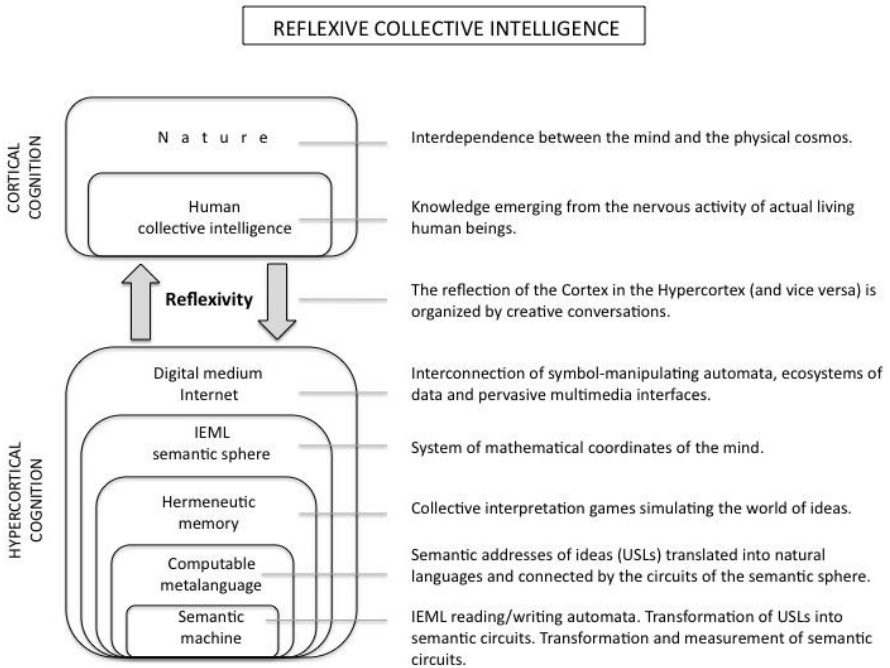 REFLEXIVE COLLECTIVE INTELLIGENCE
CORTICAL
COGNITION
N a t u r e
Interdependence between the mind and the physical cosmos.
Human
collective intelligence
Knowledge emerging from the nervous activity of actual living
human beings.
Reflexivity
The reflection of the Cortex in the Hypercortex (and vice versa) is
organized by creative conversations.
HYPERCORTICAL
COGNITION
Digital medium
Internet
Interconnection of symbol-manipulating automata, ecosystems of
data and pervasive multimedia interfaces.
IEML
semantic sphere
System of mathematical coordinates of the mind.
Hermeneutic
memory
Collective interpretation games simulating the world of ideas.
Computable
metalanguage
Semantic addresses of ideas (USLs) translated into natural
languages and connected by the circuits of the semantic sphere.
Semantic
machine
IEML reading/writing automata. Transformation of USLs into
semantic circuits. Transformation and measurement of semantic
circuits.